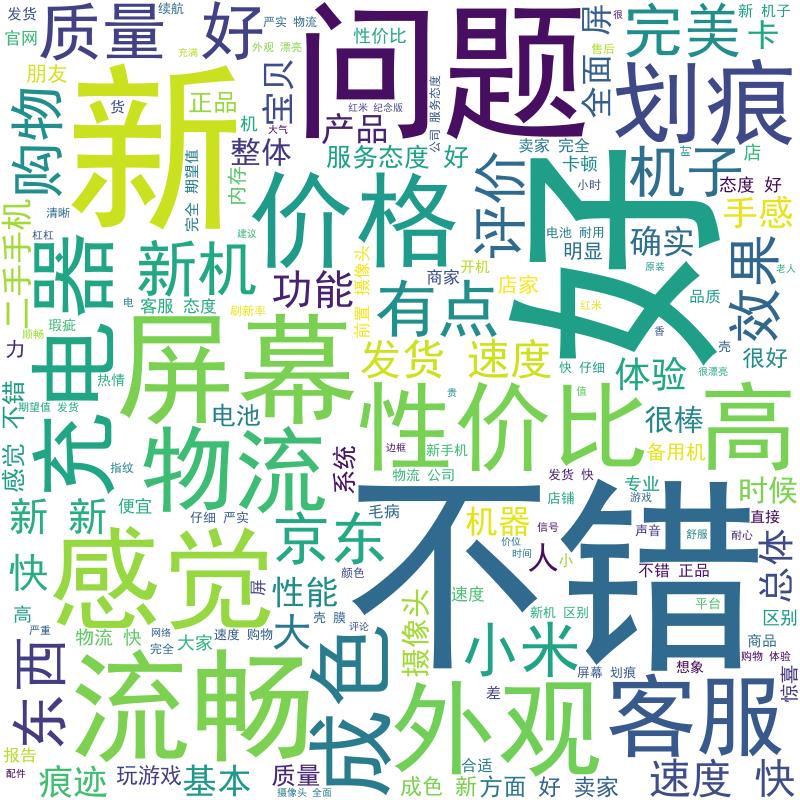 发货
续航
严实 物流
官网
质量 好
问题
性价比
屏
全面
完美
卡
新 机子
很
售后
充满
外观 漂亮
朋友
货
正品
宝贝
红米 纪念版
产品
机
大气
公司 服务态度
划痕
购物
新
整体
服务态度 好
卖家 完全
卡顿
机子
店
蓝
态度 好
内存
完全 期望值
价格
评价
好
小时
手感
清晰
杠杠
二手手机
器
充电
新机
建议
电池 耐用
明显
确实
效果
功能
前置 摄像头
有点
商家
开机
店家
原装
品质
老人
红米
香
壳
电
客服 态度
刷新率
瑕疵
顺畅
力
屏幕
发货 速度
快 仔细
体验
很好
很漂亮
热情
期望值 发货
感觉 不错
电池
性价比 高
贵
值
很棒
备用机
物流
系统
边框
新手机
物流 公司
指纹
发货 快
专业
时候
新 新
便宜
仔细 严实
毛病
不错
店铺
游戏
直接
京东
机器
信号
声音
舒服
耐心
总体
感觉
价位
时间
人
小
不错 正品
快
屏
性能
颜色
高
严重
物流 快
网络
完全
大家
速度 购物
大
壳 膜
评论
速度
摄像头
新机 区别
平台
区别
商品
东西
流畅
成色
小米
屏幕 划痕
想象
购物 体验
惊喜
外观
差
客服
报告
配件
痕迹
玩游戏
基本
质量
摄像头 全面
成色 新
方面 好
合适
卖家
速度 快